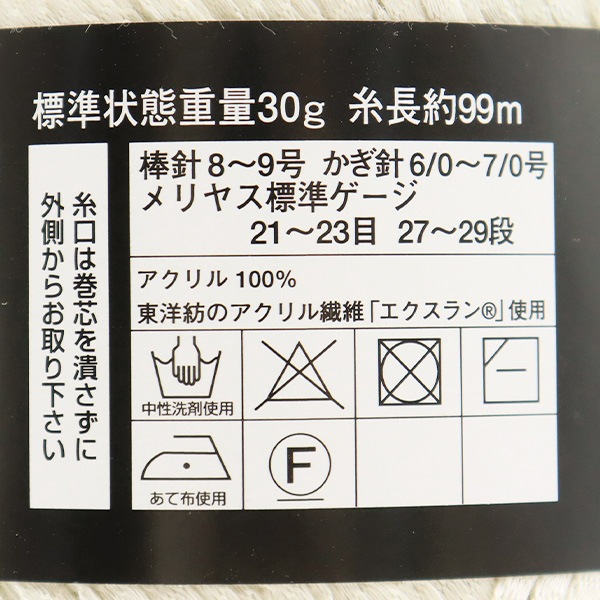 標準状態重量30g 糸長約99m
糸口は巻芯を潰さずに
外側からお取り下さい
棒針8〜9号 かぎ針6/0〜7/0号
メリヤス標準ゲージ
21〜23目 27〜29段
アクリル 100%
東洋紡のアクリル繊維「エクスラン®」使用
中性洗剤使用
あて布使用
F